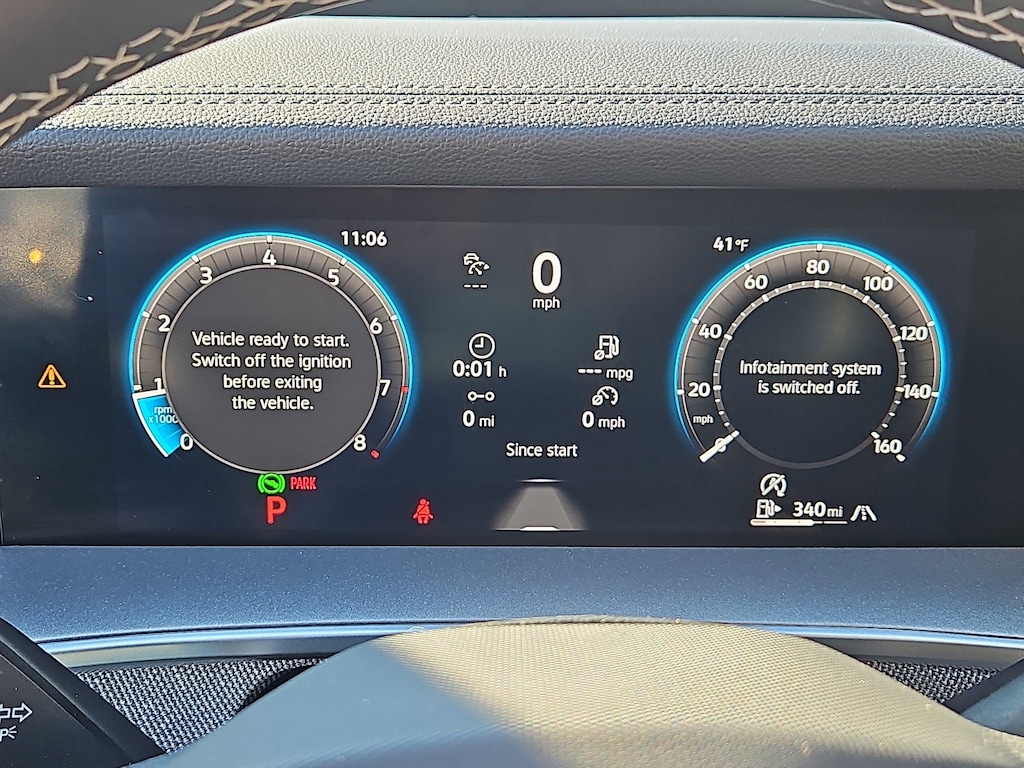 11:06
41°F
4
3
5
2
6
1
7
0
8
rpm
x1000
Vehicle ready to start.
Switch off the ignition
before exiting
the vehicle.
PARK
P
---
0
mph
0:01 h
--- mpg
0 mi
0 mph
Since start
80
60
100
40
120
20
140
0
160
mph
Infotainment system
is switched off.
340 mi